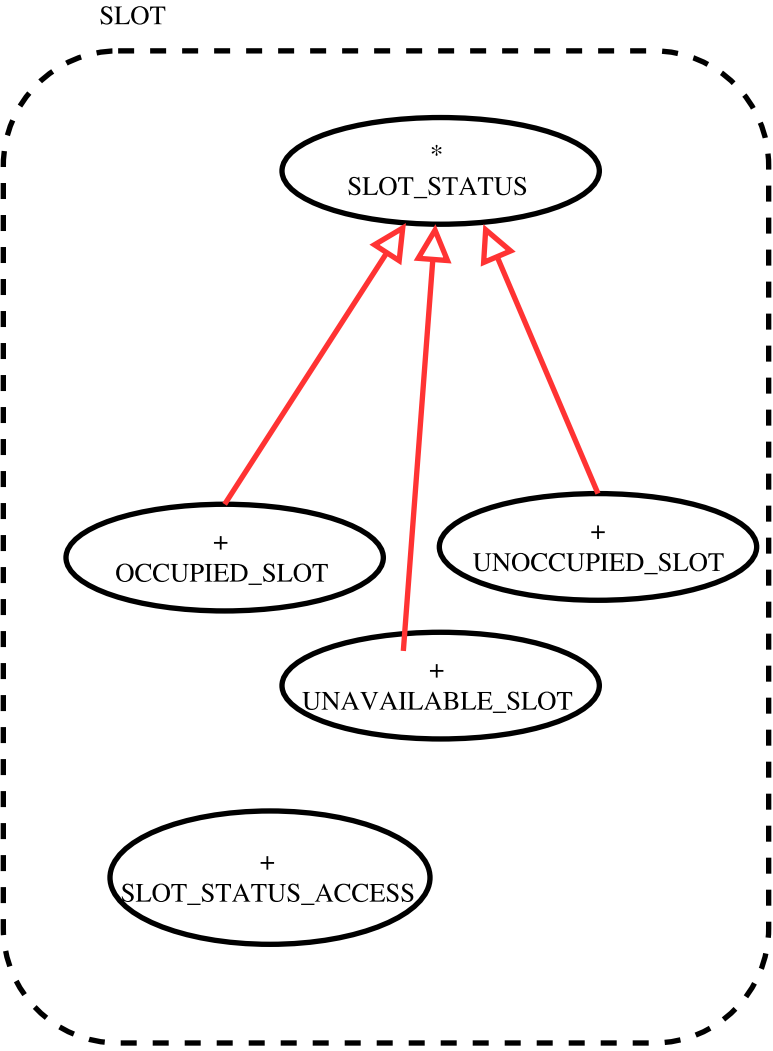 SLOT
*
SLOT_STATUS
+
OCCUPIED_SLOT
+
UNOCCUPIED_SLOT
+
UNAVAILABLE_SLOT
+
SLOT_STATUS_ACCESS